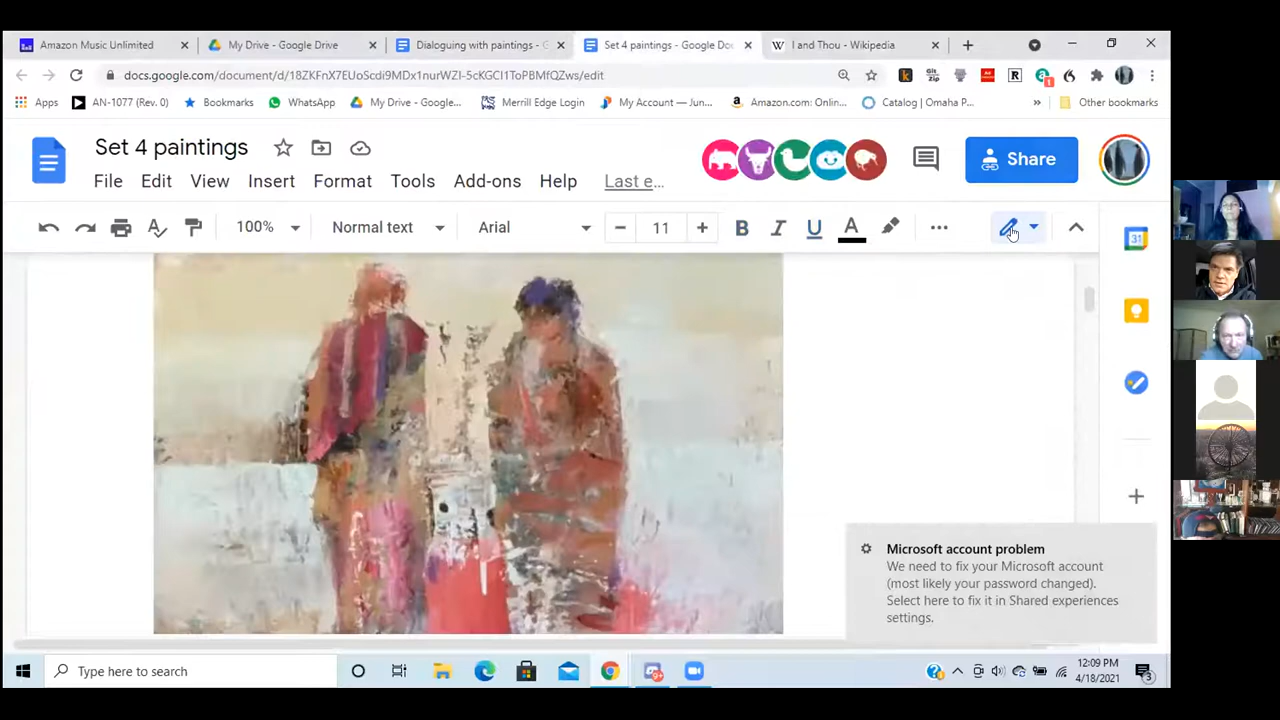 Amazon Music Unlimited
My Drive - Google Drive
Dialoguing with paintings - G
Set 4 paintings - Google Doc
W I and Thou - Wikipedia
docs.google.com/document/d/18ZKFnX7EUoScdi9MDx1nurWZI-5cKGCI1ToPBMfQZws/edit
Apps
AN-1077 (Rev. 0)
Bookmarks
WhatsApp
My Drive - Google...
Merrill Edge Login
My Account — Jun...
Amazon.com: Onlin...
Catalog | Omaha P...
» Other bookmarks
Set 4 paintings
Share
File Edit View Insert Format Tools Add-ons Help Last e...
100% Normal text Arial 11 B I U A
31
Microsoft account problem
We need to fix your Microsoft account
(most likely your password changed).
Select here to fix it in Shared experiences
settings.
Type here to search
12:09 PM
4/18/2021
3